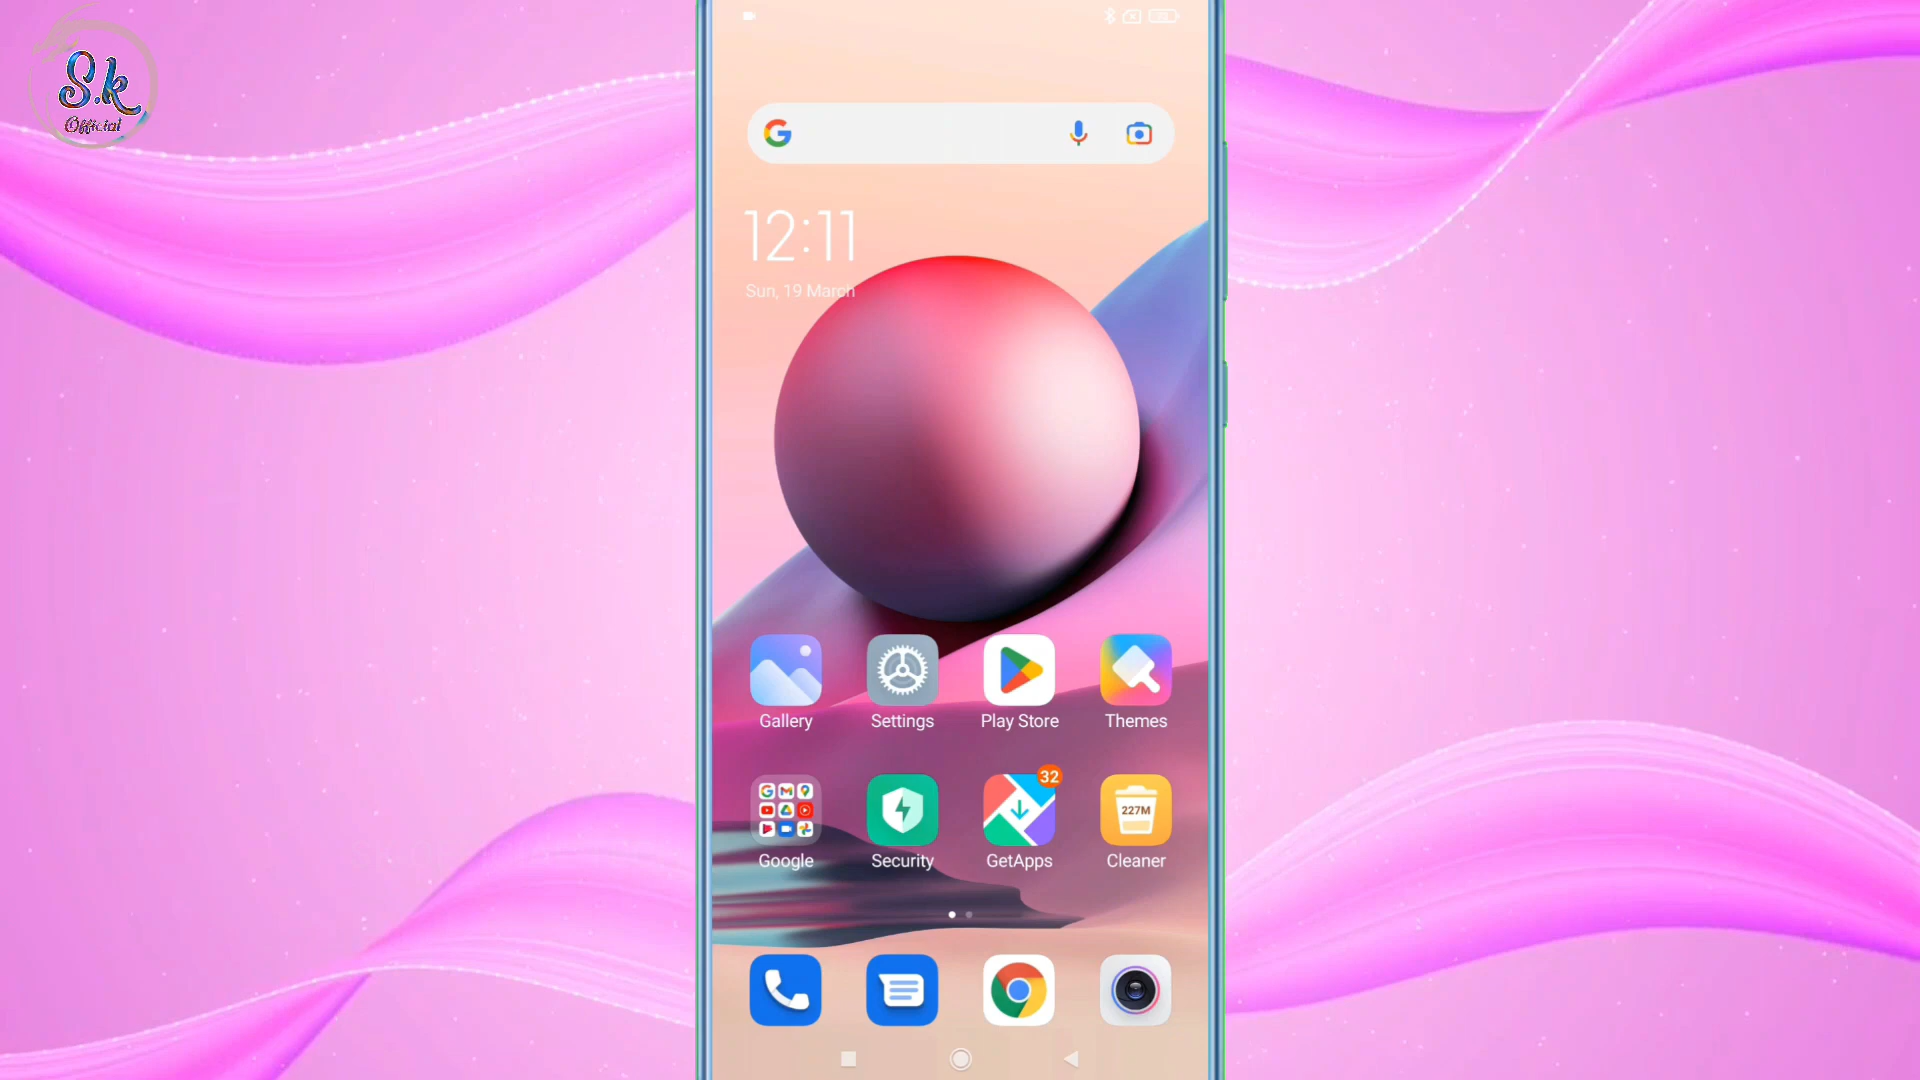 S.k
Official
12:11
Sun, 19 March
Gallery
Settings
Play Store
Themes
32
227M
Google
Security
GetApps
Cleaner